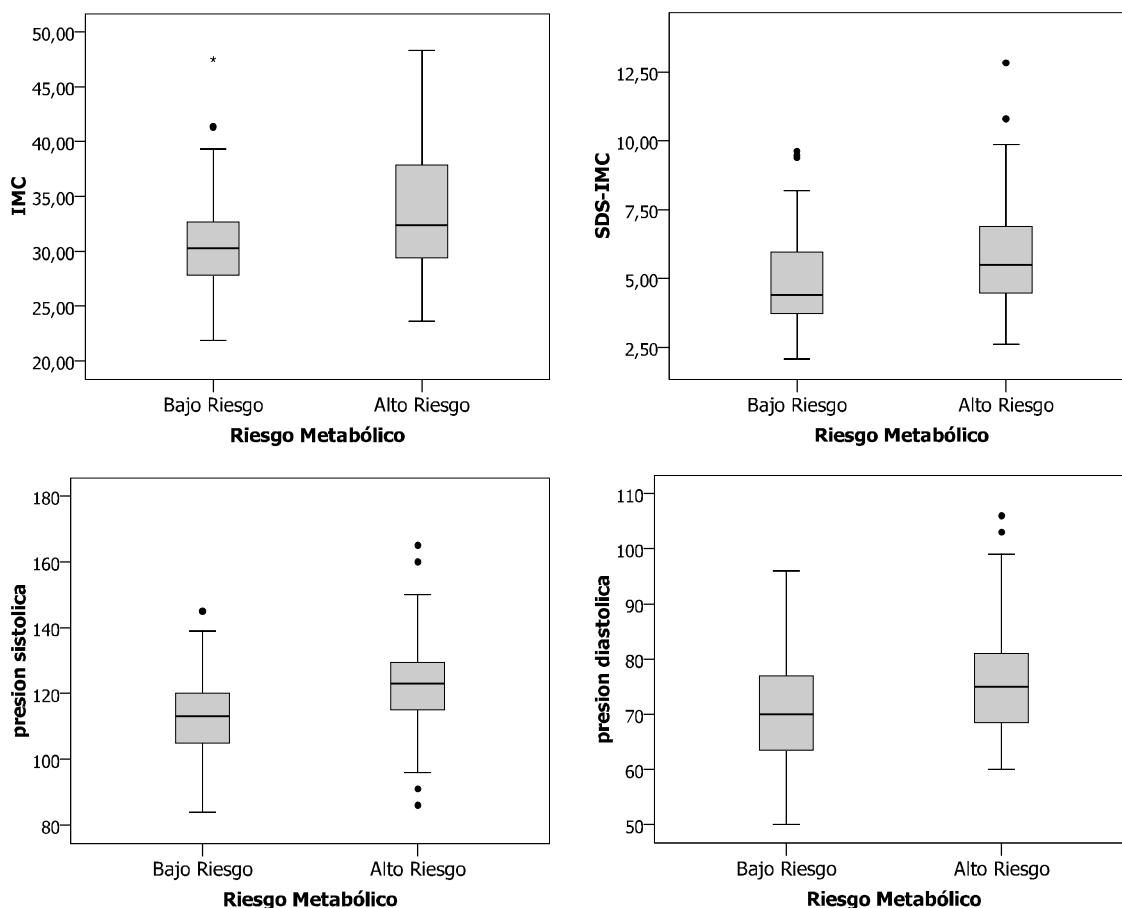 IMC
50,00
45,00
40,00
35,00
30,00
25,00
20,00
*
Bajo Riesgo Alto Riesgo
Riesgo Metabólico
SDS-IMC
12,50
10,00
7,50
5,00
2,50
Bajo Riesgo Alto Riesgo
Riesgo Metabólico
presion sistolica
180
160
140
120
100
80
Bajo Riesgo Alto Riesgo
Riesgo Metabólico
presion diastolica
110
100
90
80
70
60
50
Bajo Riesgo Alto Riesgo
Riesgo Metabólico